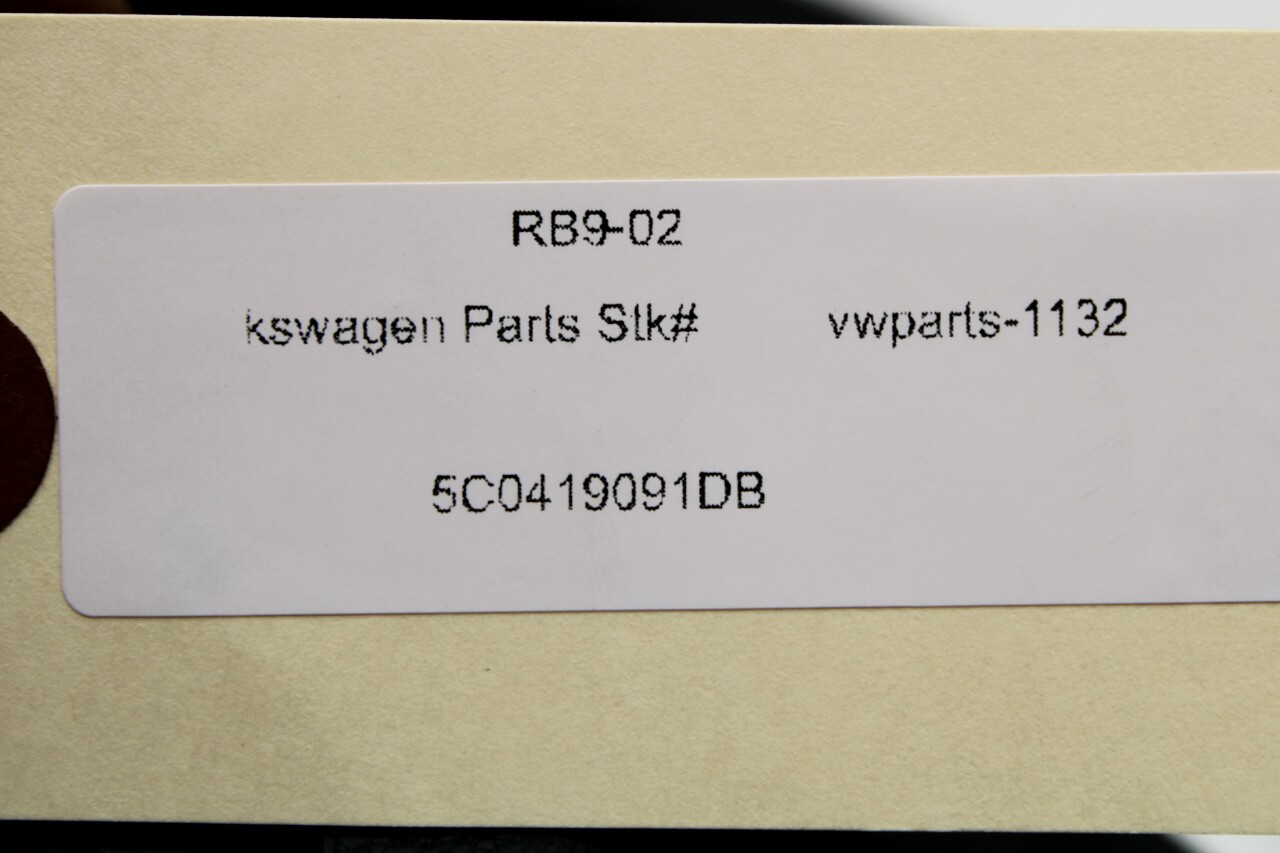 RB9-02
kswagen Parts Stk# vwparts-1132
5C0419091DB